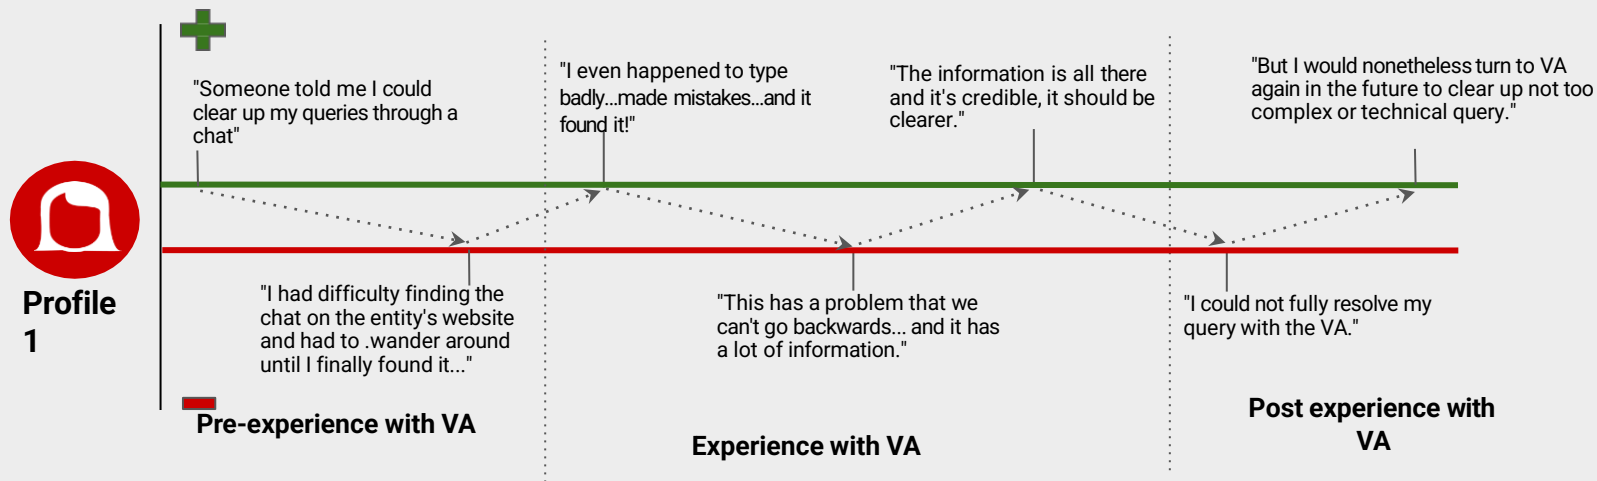 "Someone told me I could
clear up my queries through a
chat"
"I even happened to type
badly...made mistakes...and it
found it!"
"The information is all there
and it's credible, it should be
clearer."
"But I would nonetheless turn to VA
again in the future to clear up not too
complex or technical query."
Profile
1
"I had difficulty finding the
chat on the entity's website
and had to .wander around
until I finally found it..."
"This has a problem that we
can't go backwards... and it has
a lot of information."
"I could not fully resolve my
query with the VA."
Pre-experience with VA
Experience with VA
Post experience with
VA